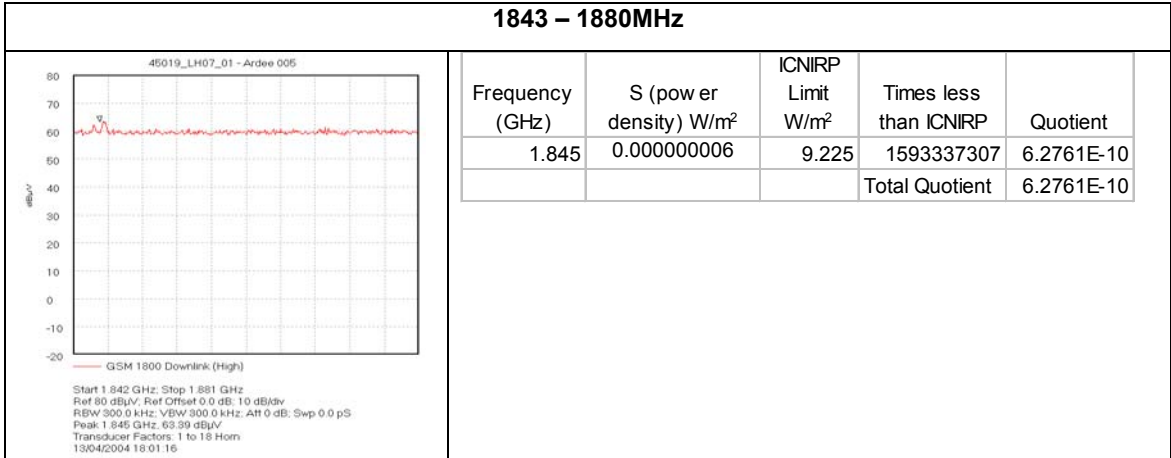 1843 – 1880MHz
45019_LH07_01 - Ardee 005
80
70
60
50
40
30
20
10
0
-10
-20
dBµV
GSM 1800 Downlink (High)
Start 1.842 GHz; Stop 1.881 GHz
Ref 80 dBµV; Ref Offset 0.0 dB; 10 dB/div
RBW 300.0 kHz; VBW 300.0 kHz; Att 0 dB; Swp 0.0 pS
Peak 1.845 GHz, 63.39 dBµV
Transducer Factors: 1 to 18 Horn
13/04/2004 18:01:16
Frequency (GHz) S (pow er density) W/m² ICNIRP Limit W/m² Times less than ICNIRP Quotient
1.845 0.000000006 9.225 1593337307 6.2761E-10
Total Quotient 6.2761E-10